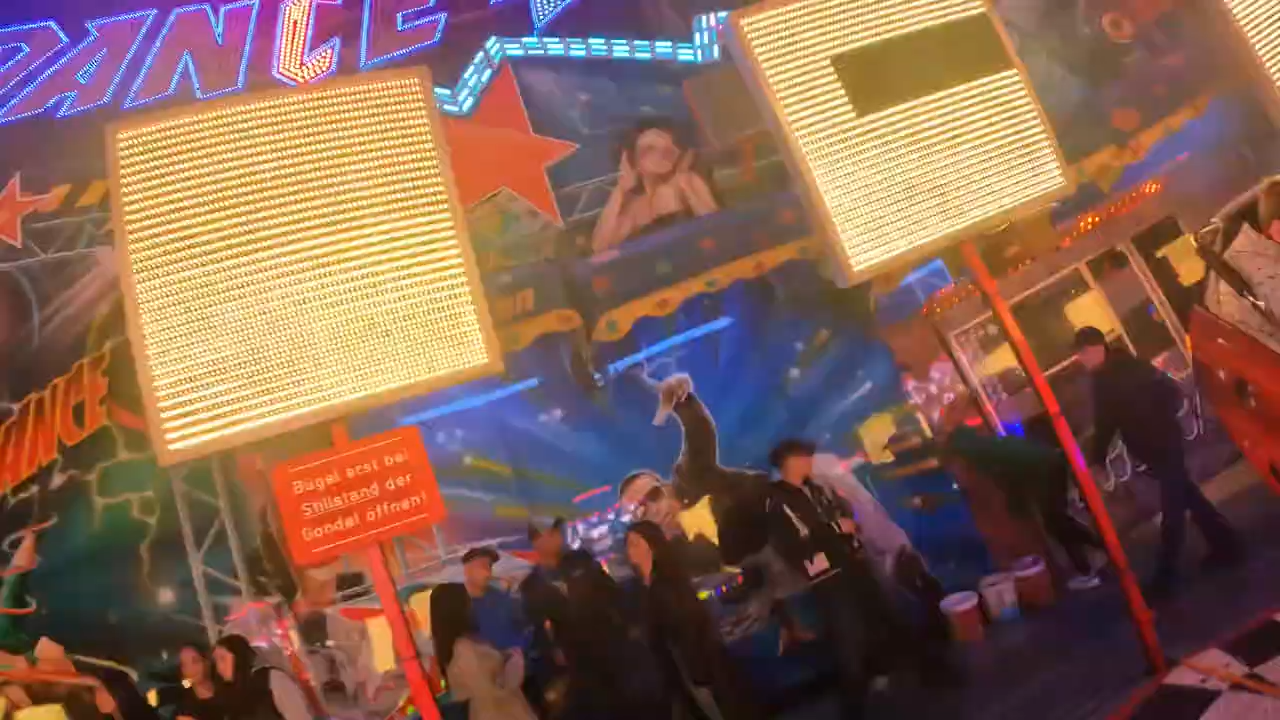 DANCE
DANCE
Bügel erst bei
Stillstand der
Gondel öffnen!